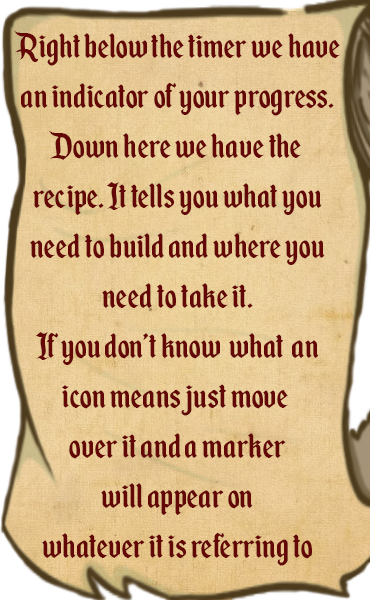 Right below the timer we have
an indicator of your progress.
Down here we have the
recipe. It tells you what you
need to build and where you
need to take it.
If you don't know what an
icon means just move
over it and a marker
will appear on
whatever it is referring to